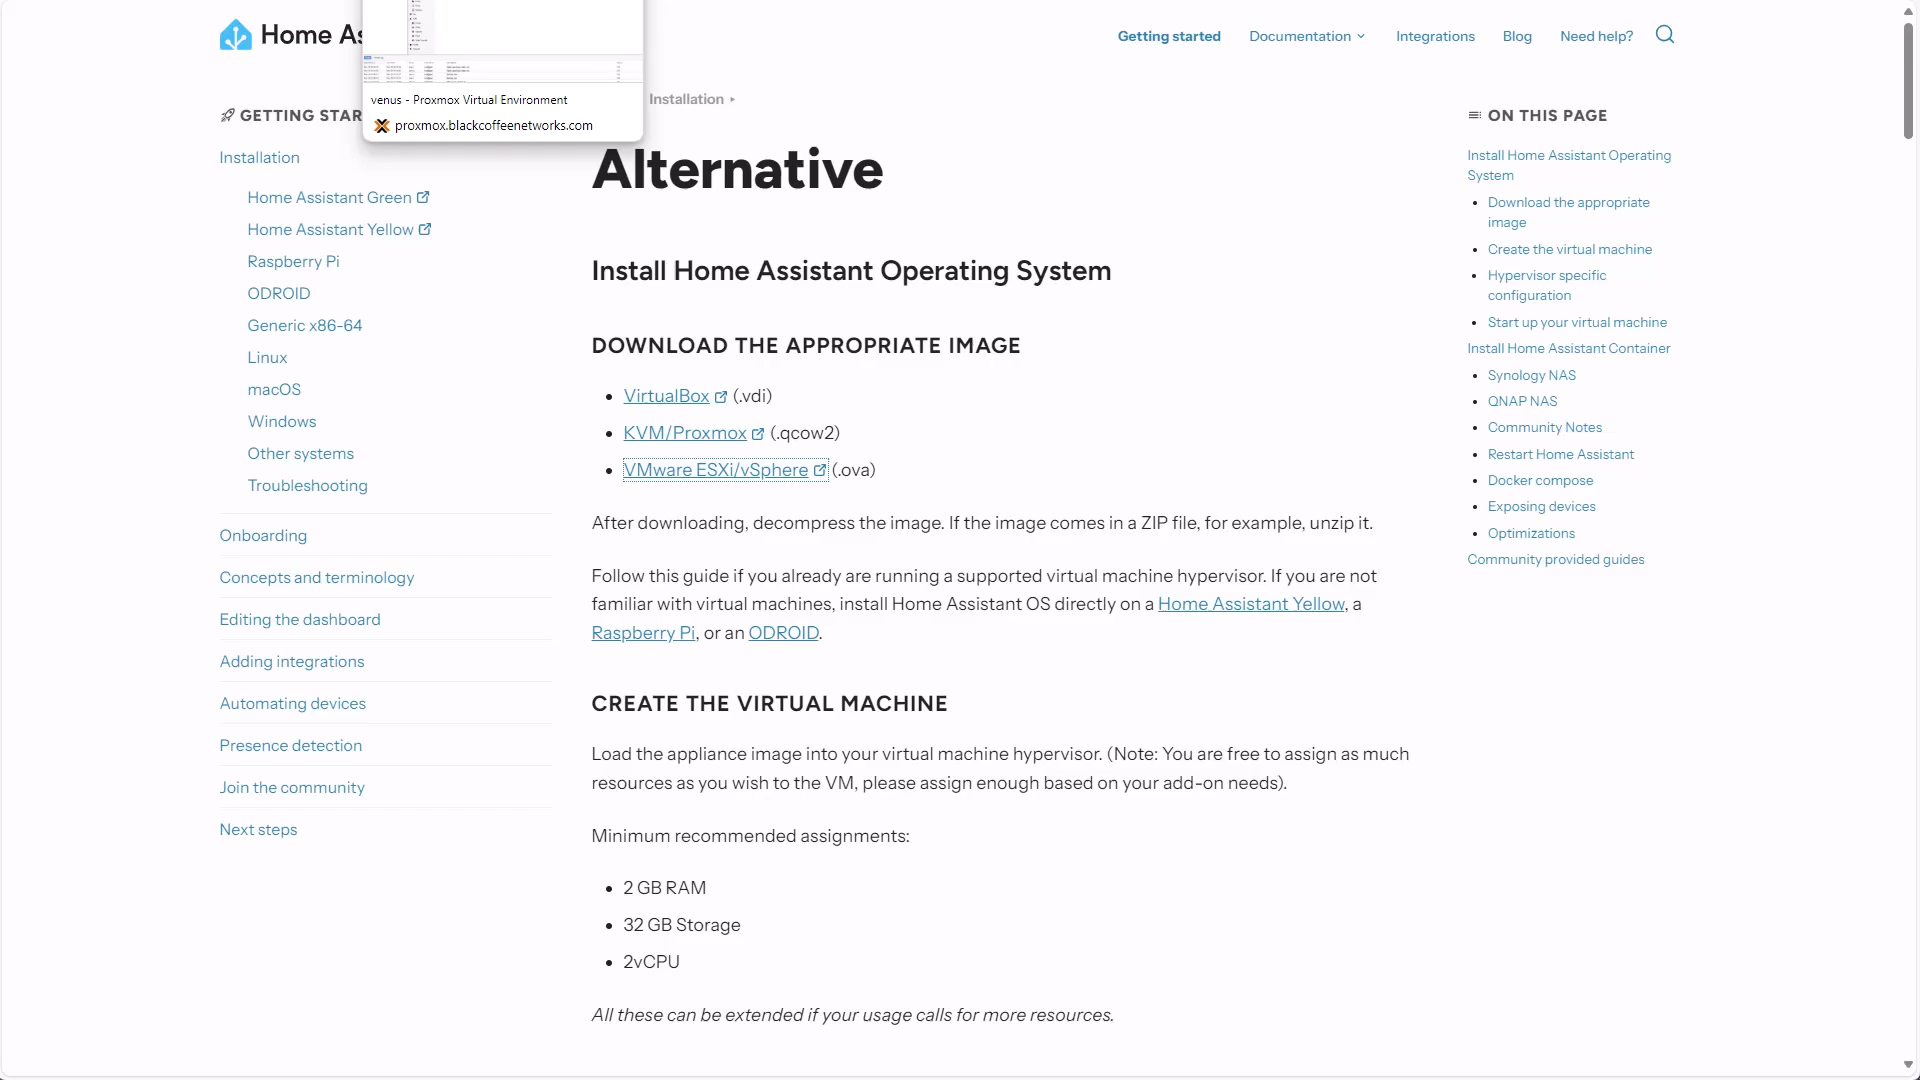 Home As
Getting started
Documentation
Integrations
Blog
Need help?
venus - Proxmox Virtual Environment
proxmox.blackcoffeenetworks.com
Installation
GETTING STAR
Installation
Home Assistant Green
Home Assistant Yellow
Raspberry Pi
ODROID
Generic x86-64
Linux
macOS
Windows
Other systems
Troubleshooting
Onboarding
Concepts and terminology
Editing the dashboard
Adding integrations
Automating devices
Presence detection
Join the community
Next steps
Alternative
Install Home Assistant Operating System
DOWNLOAD THE APPROPRIATE IMAGE
• VirtualBox (.vdi)
• KVM/Proxmox (.qcow2)
• VMware ESXi/vSphere (.ova)
After downloading, decompress the image. If the image comes in a ZIP file, for example, unzip it.
Follow this guide if you already are running a supported virtual machine hypervisor. If you are not
familiar with virtual machines, install Home Assistant OS directly on a Home Assistant Yellow, a
Raspberry Pi, or an ODROID.
CREATE THE VIRTUAL MACHINE
Load the appliance image into your virtual machine hypervisor. (Note: You are free to assign as much
resources as you wish to the VM, please assign enough based on your add-on needs).
Minimum recommended assignments:
• 2 GB RAM
• 32 GB Storage
• 2vCPU
All these can be extended if your usage calls for more resources.
ON THIS PAGE
Install Home Assistant Operating
System
• Download the appropriate
image
• Create the virtual machine
• Hypervisor specific
configuration
• Start up your virtual machine
Install Home Assistant Container
• Synology NAS
• QNAP NAS
• Community Notes
• Restart Home Assistant
• Docker compose
• Exposing devices
• Optimizations
Community provided guides